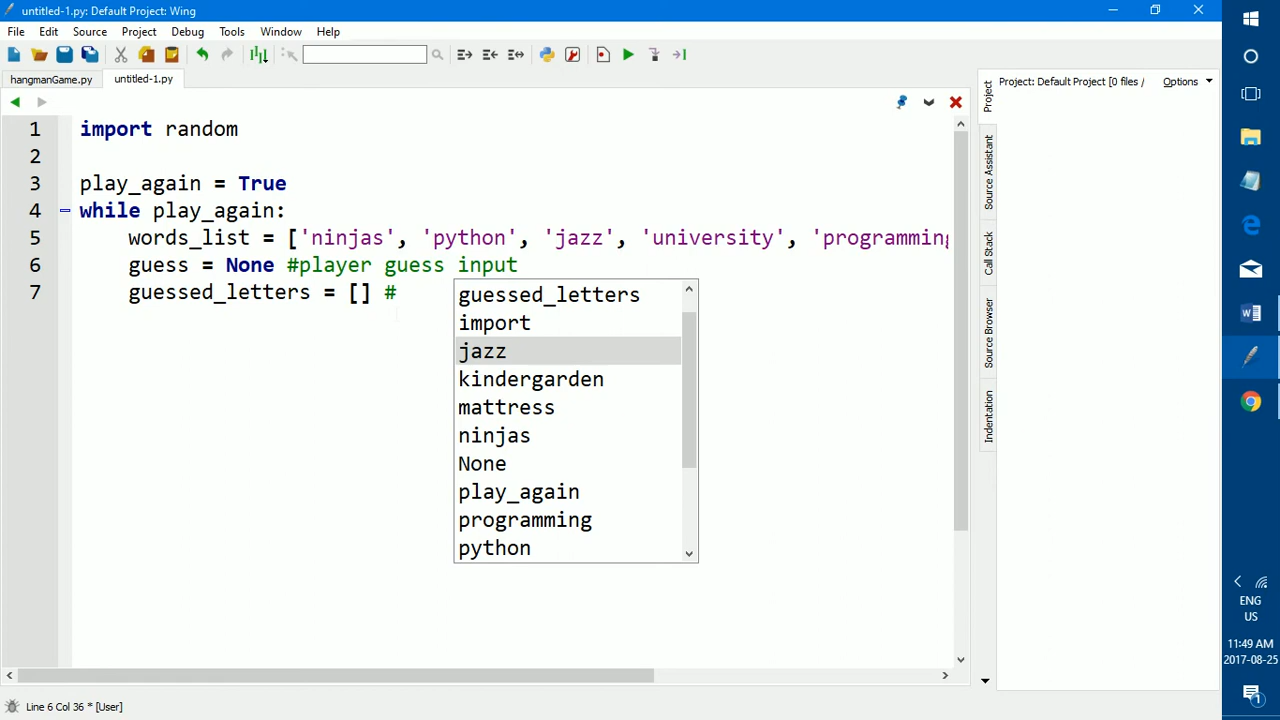 untitled-1.py: Default Project: Wing
File Edit Source Project Debug Tools Window Help
hangmanGame.py untitled-1.py
Project: Default Project [0 files / Options
1 import random
2
3 play_again = True
4 while play_again:
5 words_list = ['ninjas', 'python', 'jazz', 'university', 'programming
6 guess = None #player guess input
7 guessed_letters = [] #
guessed_letters
import
jazz
kindergarden
mattress
ninjas
None
play_again
programming
python
Project
Source Assistant
Call Stack
Source Browser
Indentation
ENG
US
11:49 AM
2017-08-25
1
Line 6 Col 36 * [User]